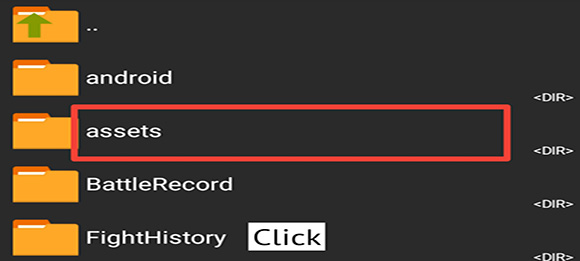 ..
android
<DIR>
assets
<DIR>
BattleRecord
<DIR>
FightHistory Click
<DIR>